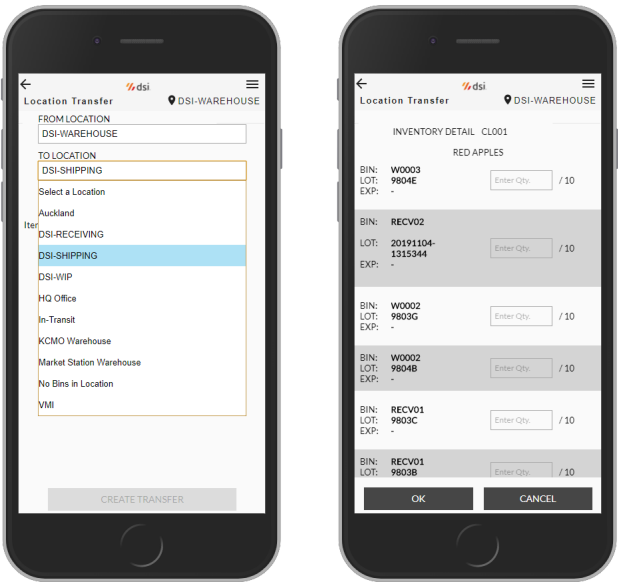 dsi
Location Transfer
DSI-WAREHOUSE
FROM LOCATION
DSI-WAREHOUSE
TO LOCATION
DSI-SHIPPING
Select a Location
Auckland
Iter
DSI-RECEIVING
DSI-SHIPPING
DSI-WIP
HQ Office
In-Transit
KCMO Warehouse
Market Station Warehouse
No Bins in Location
VMI
CREATE TRANSFER
dsi
Location Transfer
DSI-WAREHOUSE
INVENTORY DETAIL CL001
RED APPLES
BIN: W0003
LOT: 9804E Enter Qty. / 10
EXP: -
BIN: RECV02
LOT: 20191104-
1315344 Enter Qty. / 10
EXP: -
BIN: W0002
LOT: 9803G Enter Qty. / 10
EXP: -
BIN: W0002
LOT: 9804B Enter Qty. / 10
EXP: -
BIN: RECV01
LOT: 9803C Enter Qty. / 10
EXP: -
BIN: RECV01
LOT: 9803B Enter Qty. / 10
OK CANCEL